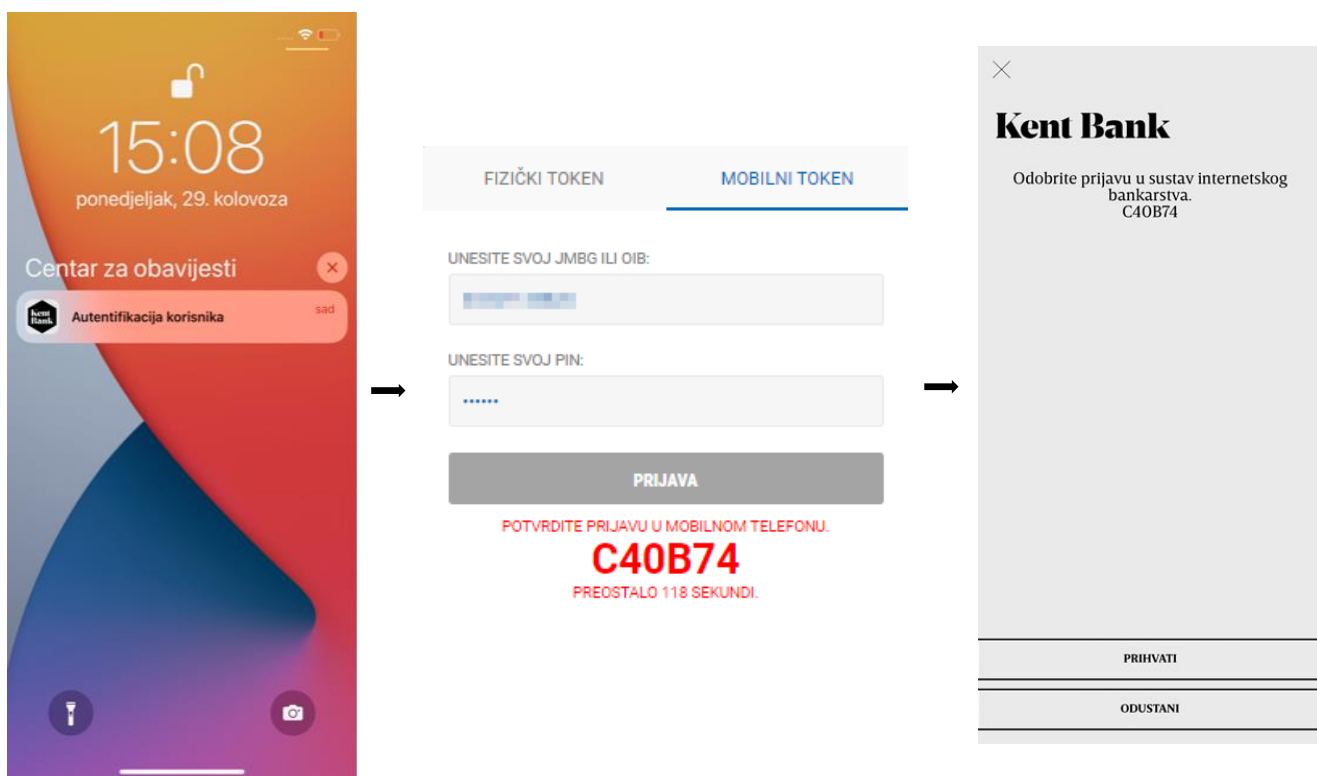 15:08
ponedjeljak, 29. kolovoza
Centar za obavijesti
Kent Bank
Autentifikacija korisnika
sad
FIZIČKI TOKEN
MOBILNI TOKEN
UNESITE SVOJ JMBG ILI OIB:
UNESITE SVOJ PIN:
PRIJAVA
POTVRDITE PRIJAVU U MOBILNOM TELEFONU.
C40B74
PREOSTALO 118 SEKUNDI.
Kent Bank
Odobrite prijavu u sustav internetskog
bankarstva.
C40B74
PRIHVATI
ODUSTANI